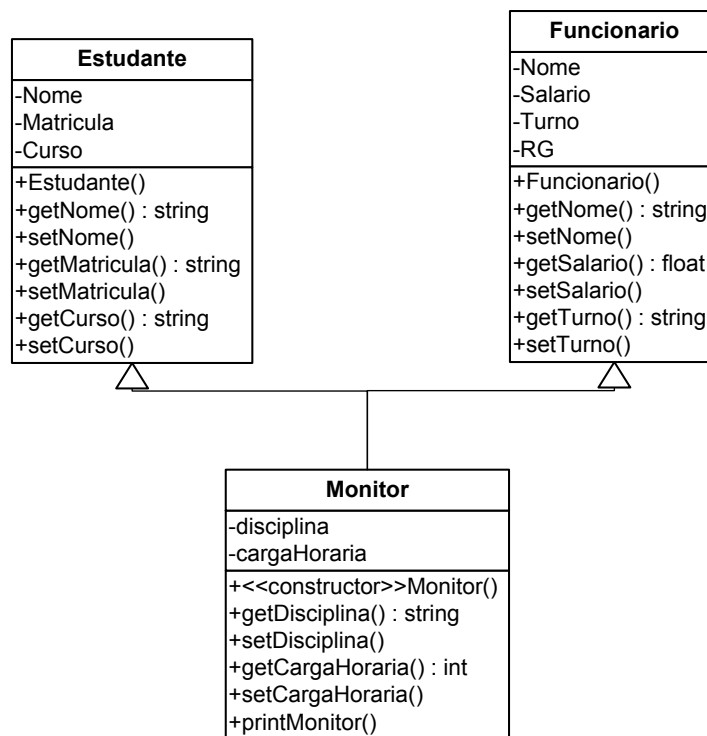 Estudante
-Nome
-Matricula
-Curso
+Estudante()
+getNome() : string
+setNome()
+getMatricula() : string
+setMatricula()
+getCurso() : string
+setCurso()
Funcionario
-Nome
-Salario
-Turno
-RG
+Funcionario()
+getNome() : string
+setNome()
+getSalario() : float
+setSalario()
+getTurno() : string
+setTurno()
Monitor
-disciplina
-cargaHoraria
+<<constructor>>Monitor()
+getDisciplina() : string
+setDisciplina()
+getCargaHoraria() : int
+setCargaHoraria()
+printMonitor()